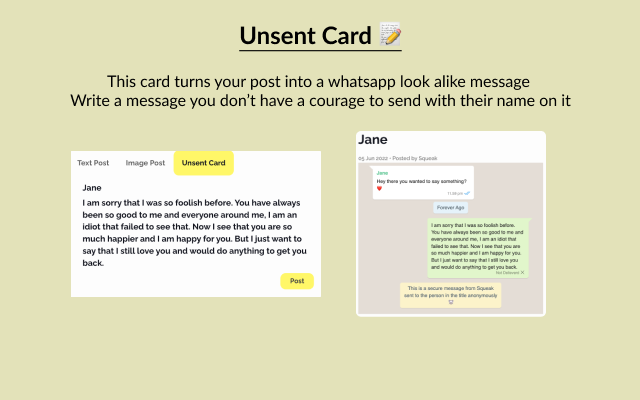 Unsent Card 📝
This card turns your post into a whatsapp look alike message
Write a message you don't have a courage to send with their name on it
Text Post Image Post Unsent Card
Jane
I am sorry that I was so foolish before. You have always
been so good to me and everyone around me, I am an
idiot that failed to see that. Now I see that you are so
much happier and I am happy for you. But I just want to
say that I still love you and would do anything to get you
back.
Post
Jane
05 Jun 2022 • Posted by Squeak
Jane
Hey there you wanted to say something?
❤️
11:59am
Forever Ago
I am sorry that I was so foolish before.
You have always been so good to me and
everyone around me, I am an idiot that
failed to see that. Now I see that you are
so much happier and I am happy for you.
But I just want to say that I still love you
and would do anything to get you back.
Not Delivered ✕
This is a secure message from Squeak
sent to the person in the title anonymously